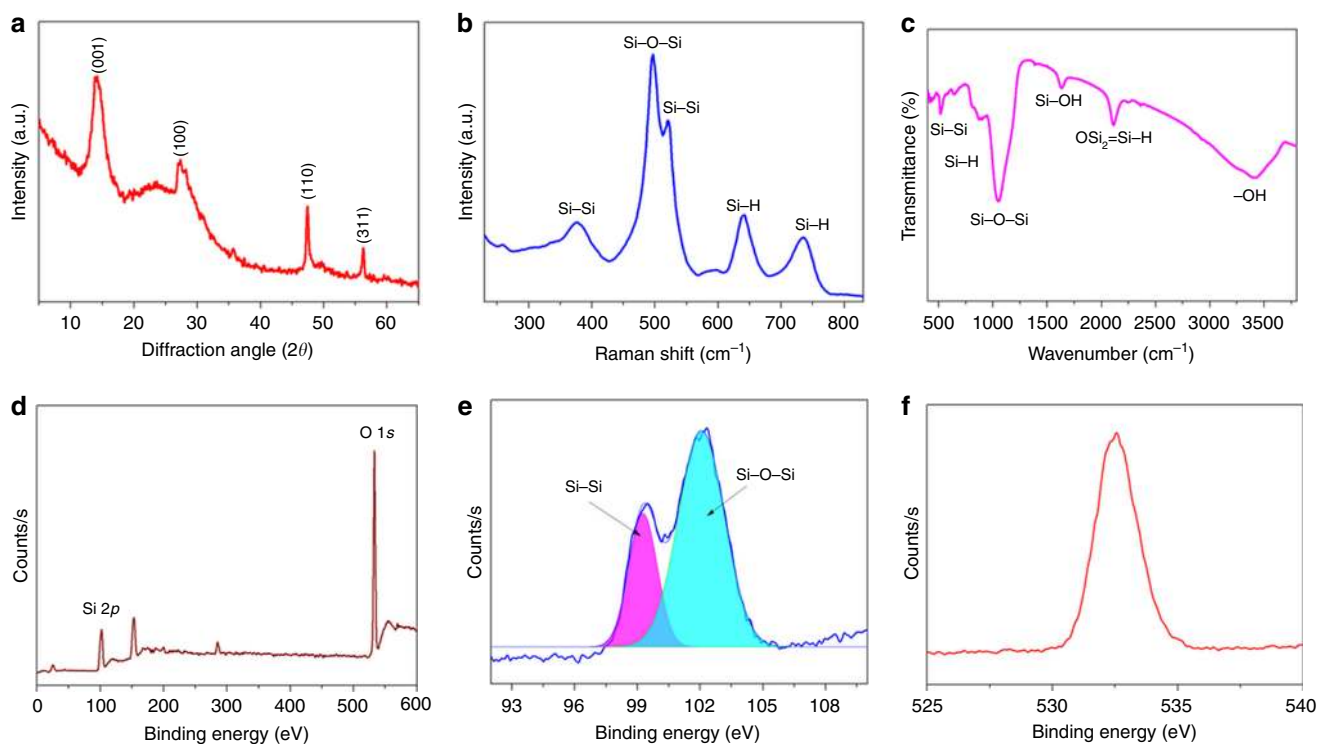 a
(001)
(100)
(110)
(311)
Intensity (a.u.)
10 20 30 40 50 60
Diffraction angle (2θ)
b
Si–O–Si
Si–Si
Si–Si
Si–H
Si–H
Intensity (a.u.)
300 400 500 600 700 800
Raman shift (cm⁻¹)
c
Si–OH
Si–Si
OSi₂=Si–H
Si–H
Si–O–Si
–OH
Transmittance (%)
500 1000 1500 2000 2500 3000 3500
Wavenumber (cm⁻¹)
d
O 1s
Si 2p
Counts/s
0 100 200 300 400 500 600
Binding energy (eV)
e
Si–Si
Si–O–Si
Counts/s
93 96 99 102 105 108
Binding energy (eV)
f
Counts/s
525 530 535 540
Binding energy (eV)